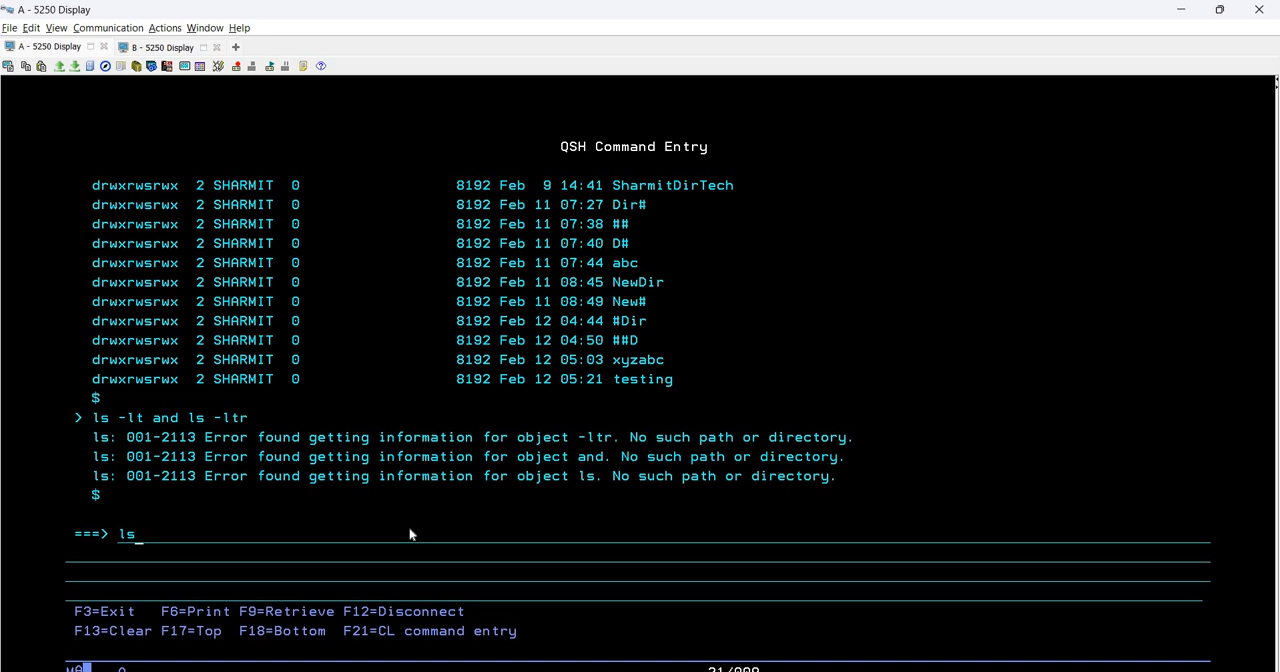 A - 5250 Display
File Edit View Communication Actions Window Help
A - 5250 Display B - 5250 Display
QSH Command Entry
drwxrwsrwx 2 SHARMIT 0 8192 Feb 9 14:41 SharmitDirTech
drwxrwsrwx 2 SHARMIT 0 8192 Feb 11 07:27 Dir#
drwxrwsrwx 2 SHARMIT 0 8192 Feb 11 07:38 ##
drwxrwsrwx 2 SHARMIT 0 8192 Feb 11 07:40 D#
drwxrwsrwx 2 SHARMIT 0 8192 Feb 11 07:44 abc
drwxrwsrwx 2 SHARMIT 0 8192 Feb 11 08:45 NewDir
drwxrwsrwx 2 SHARMIT 0 8192 Feb 11 08:49 New#
drwxrwsrwx 2 SHARMIT 0 8192 Feb 12 04:44 #Dir
drwxrwsrwx 2 SHARMIT 0 8192 Feb 12 04:50 ##D
drwxrwsrwx 2 SHARMIT 0 8192 Feb 12 05:03 xyzabc
drwxrwsrwx 2 SHARMIT 0 8192 Feb 12 05:21 testing
$
> ls -lt and ls -ltr
ls: 001-2113 Error found getting information for object -ltr. No such path or directory.
ls: 001-2113 Error found getting information for object and. No such path or directory.
ls: 001-2113 Error found getting information for object ls. No such path or directory.
$
===> ls_
F3=Exit F6=Print F9=Retrieve F12=Disconnect
F13=Clear F17=Top F18=Bottom F21=CL command entry